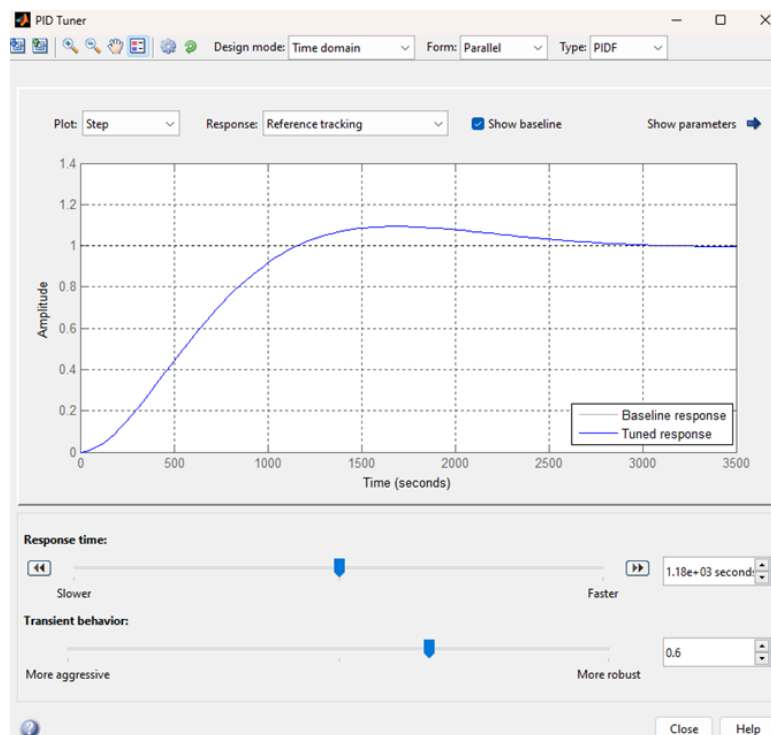 PID Tuner
Design mode: Time domain Form: Parallel Type: PIDF
Plot: Step Response: Reference tracking Show baseline Show parameters
1.4
1.2
1
0.8
0.6
0.4
0.2
0
Amplitude
0 500 1000 1500 2000 2500 3000 3500
Time (seconds)
Baseline response
Tuned response
Response time:
1.18e+03 seconds
Slower Faster
Transient behavior:
0.6
More aggressive More robust
Close Help